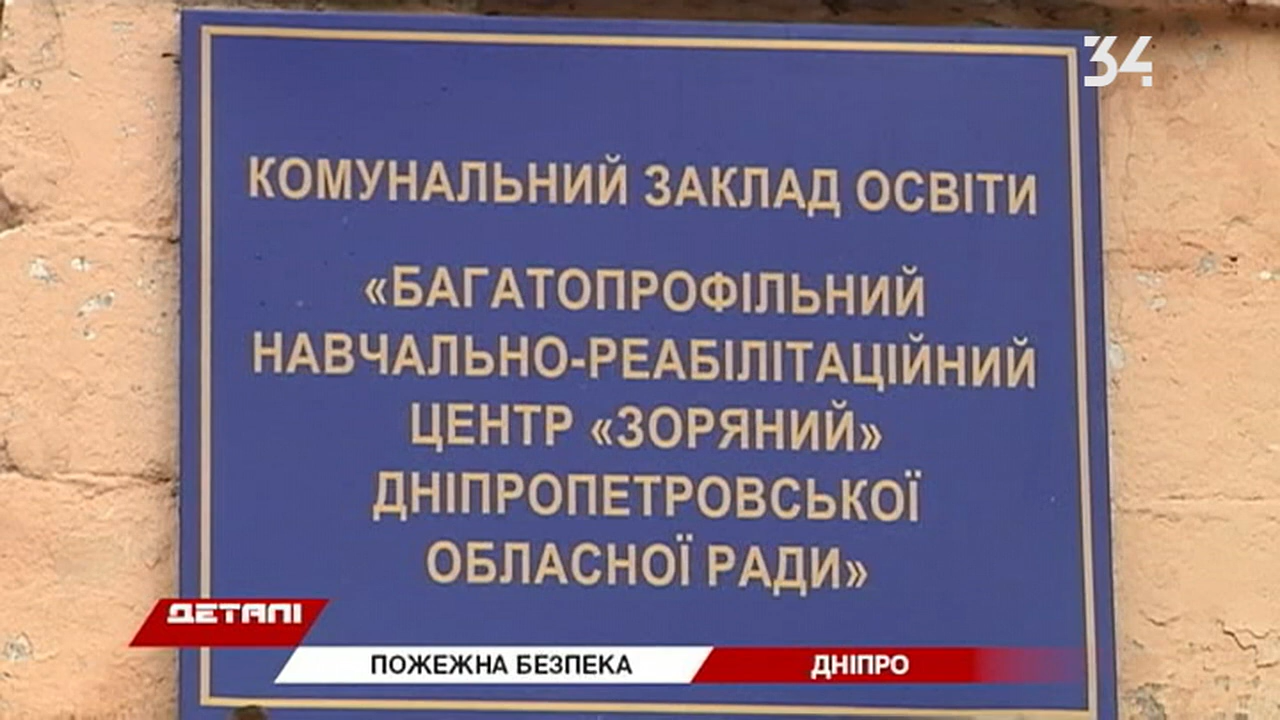 34
КОМУНАЛЬНИЙ ЗАКЛАД ОСВІТИ
«БАГАТОПРОФІЛЬНИЙ
НАВЧАЛЬНО-РЕАБІЛІТАЦІЙНИЙ
ЦЕНТР «ЗОРЯНИЙ»
ДНІПРОПЕТРОВСЬКОЇ
ОБЛАСНОЇ РАДИ»
ДЕТАЛІ
ПОЖЕЖНА БЕЗПЕКА ДНІПРО